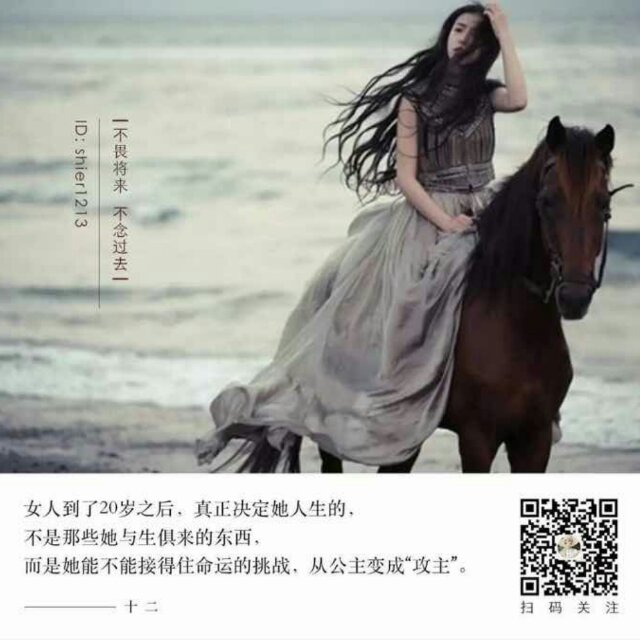 不畏将来 不念过去
ID: shier1213
女人到了20岁之后，真正决定她人生的，
不是那些她与生俱来的东西，
而是她能不能接得住命运的挑战，从公主变成“攻主”。
十二
扫码关注